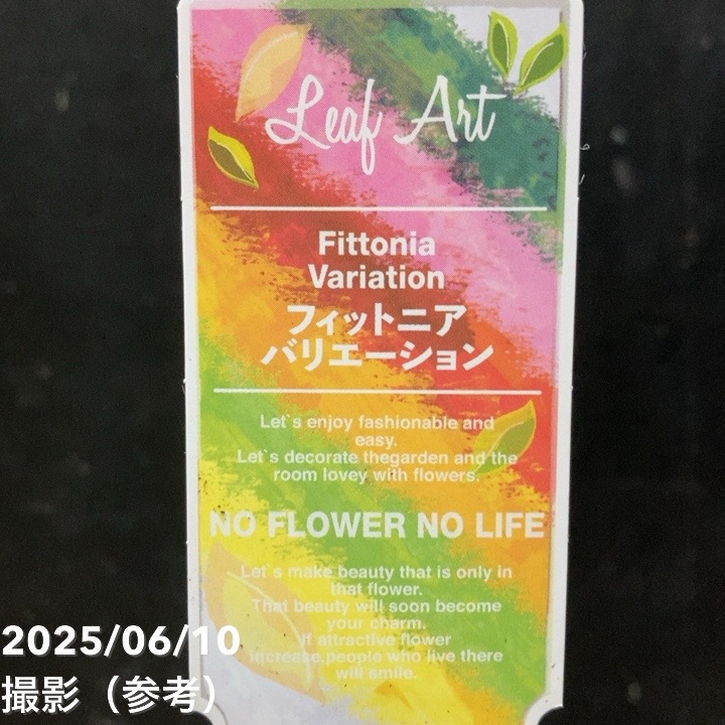 Leaf Art
Fittonia
Variation
フィットニア
バリエーション
Let`s enjoy fashionable and
easy.
Let`s decorate thegarden and the
room lovey with flowers.
NO FLOWER NO LIFE
Let`s make beauty that is only in
that flower.
That beauty will soon become
your charm.
If attractive flower
increase,people who live there
will smile.
2025/06/10
撮影（参考）